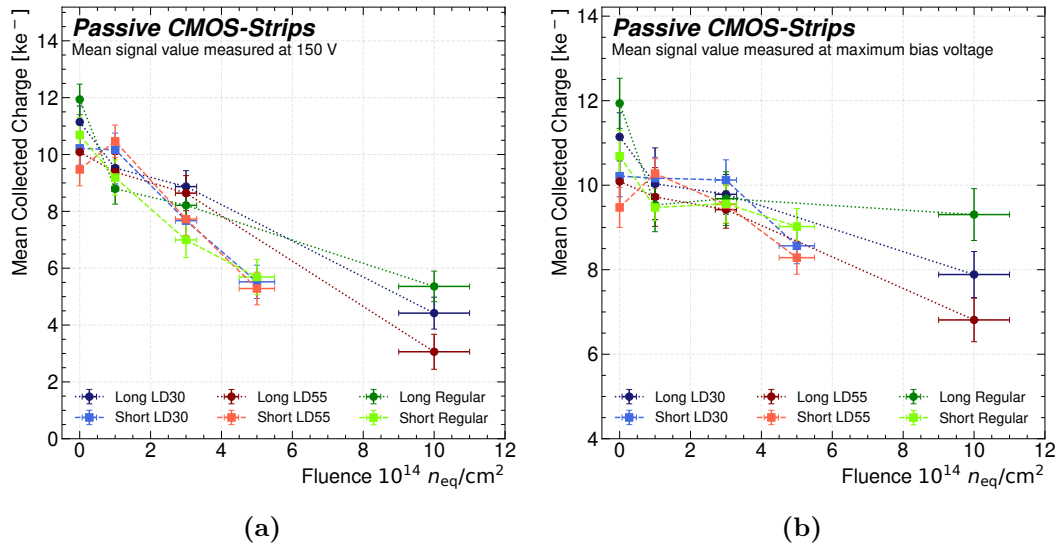 Passive CMOS-Strips
Mean signal value measured at 150 V
Mean Collected Charge [ke⁻]
14
12
10
8
6
4
2
0
Long LD30 Long LD55 Long Regular
Short LD30 Short LD55 Short Regular
0 2 4 6 8 10 12
Fluence 10¹⁴ n_eq/cm²
(a)
Passive CMOS-Strips
Mean signal value measured at maximum bias voltage
Mean Collected Charge [ke⁻]
14
12
10
8
6
4
Long LD30 Long LD55 Long Regular
Short LD30 Short LD55 Short Regular
0 2 4 6 8 10 12
Fluence 10¹⁴ n_eq/cm²
(b)